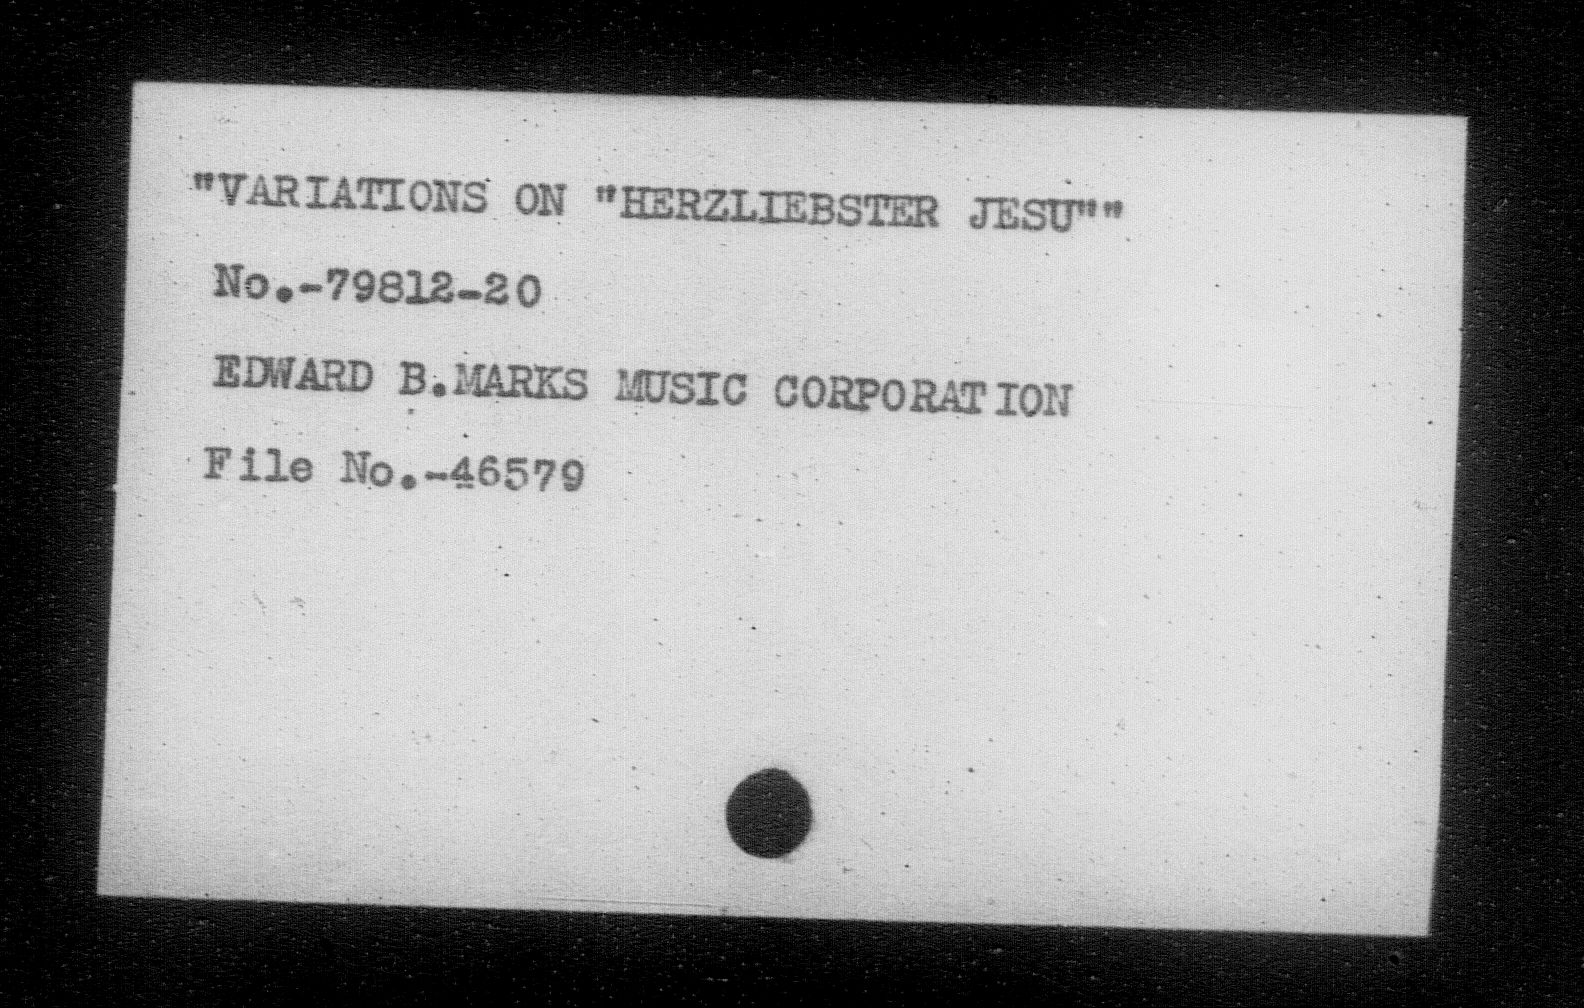 "VARIATIONS ON "HERZLIEBSTER JESU""
No.-79812-20
EDWARD B.MARKS MUSIC CORPORATION
File No.-46579